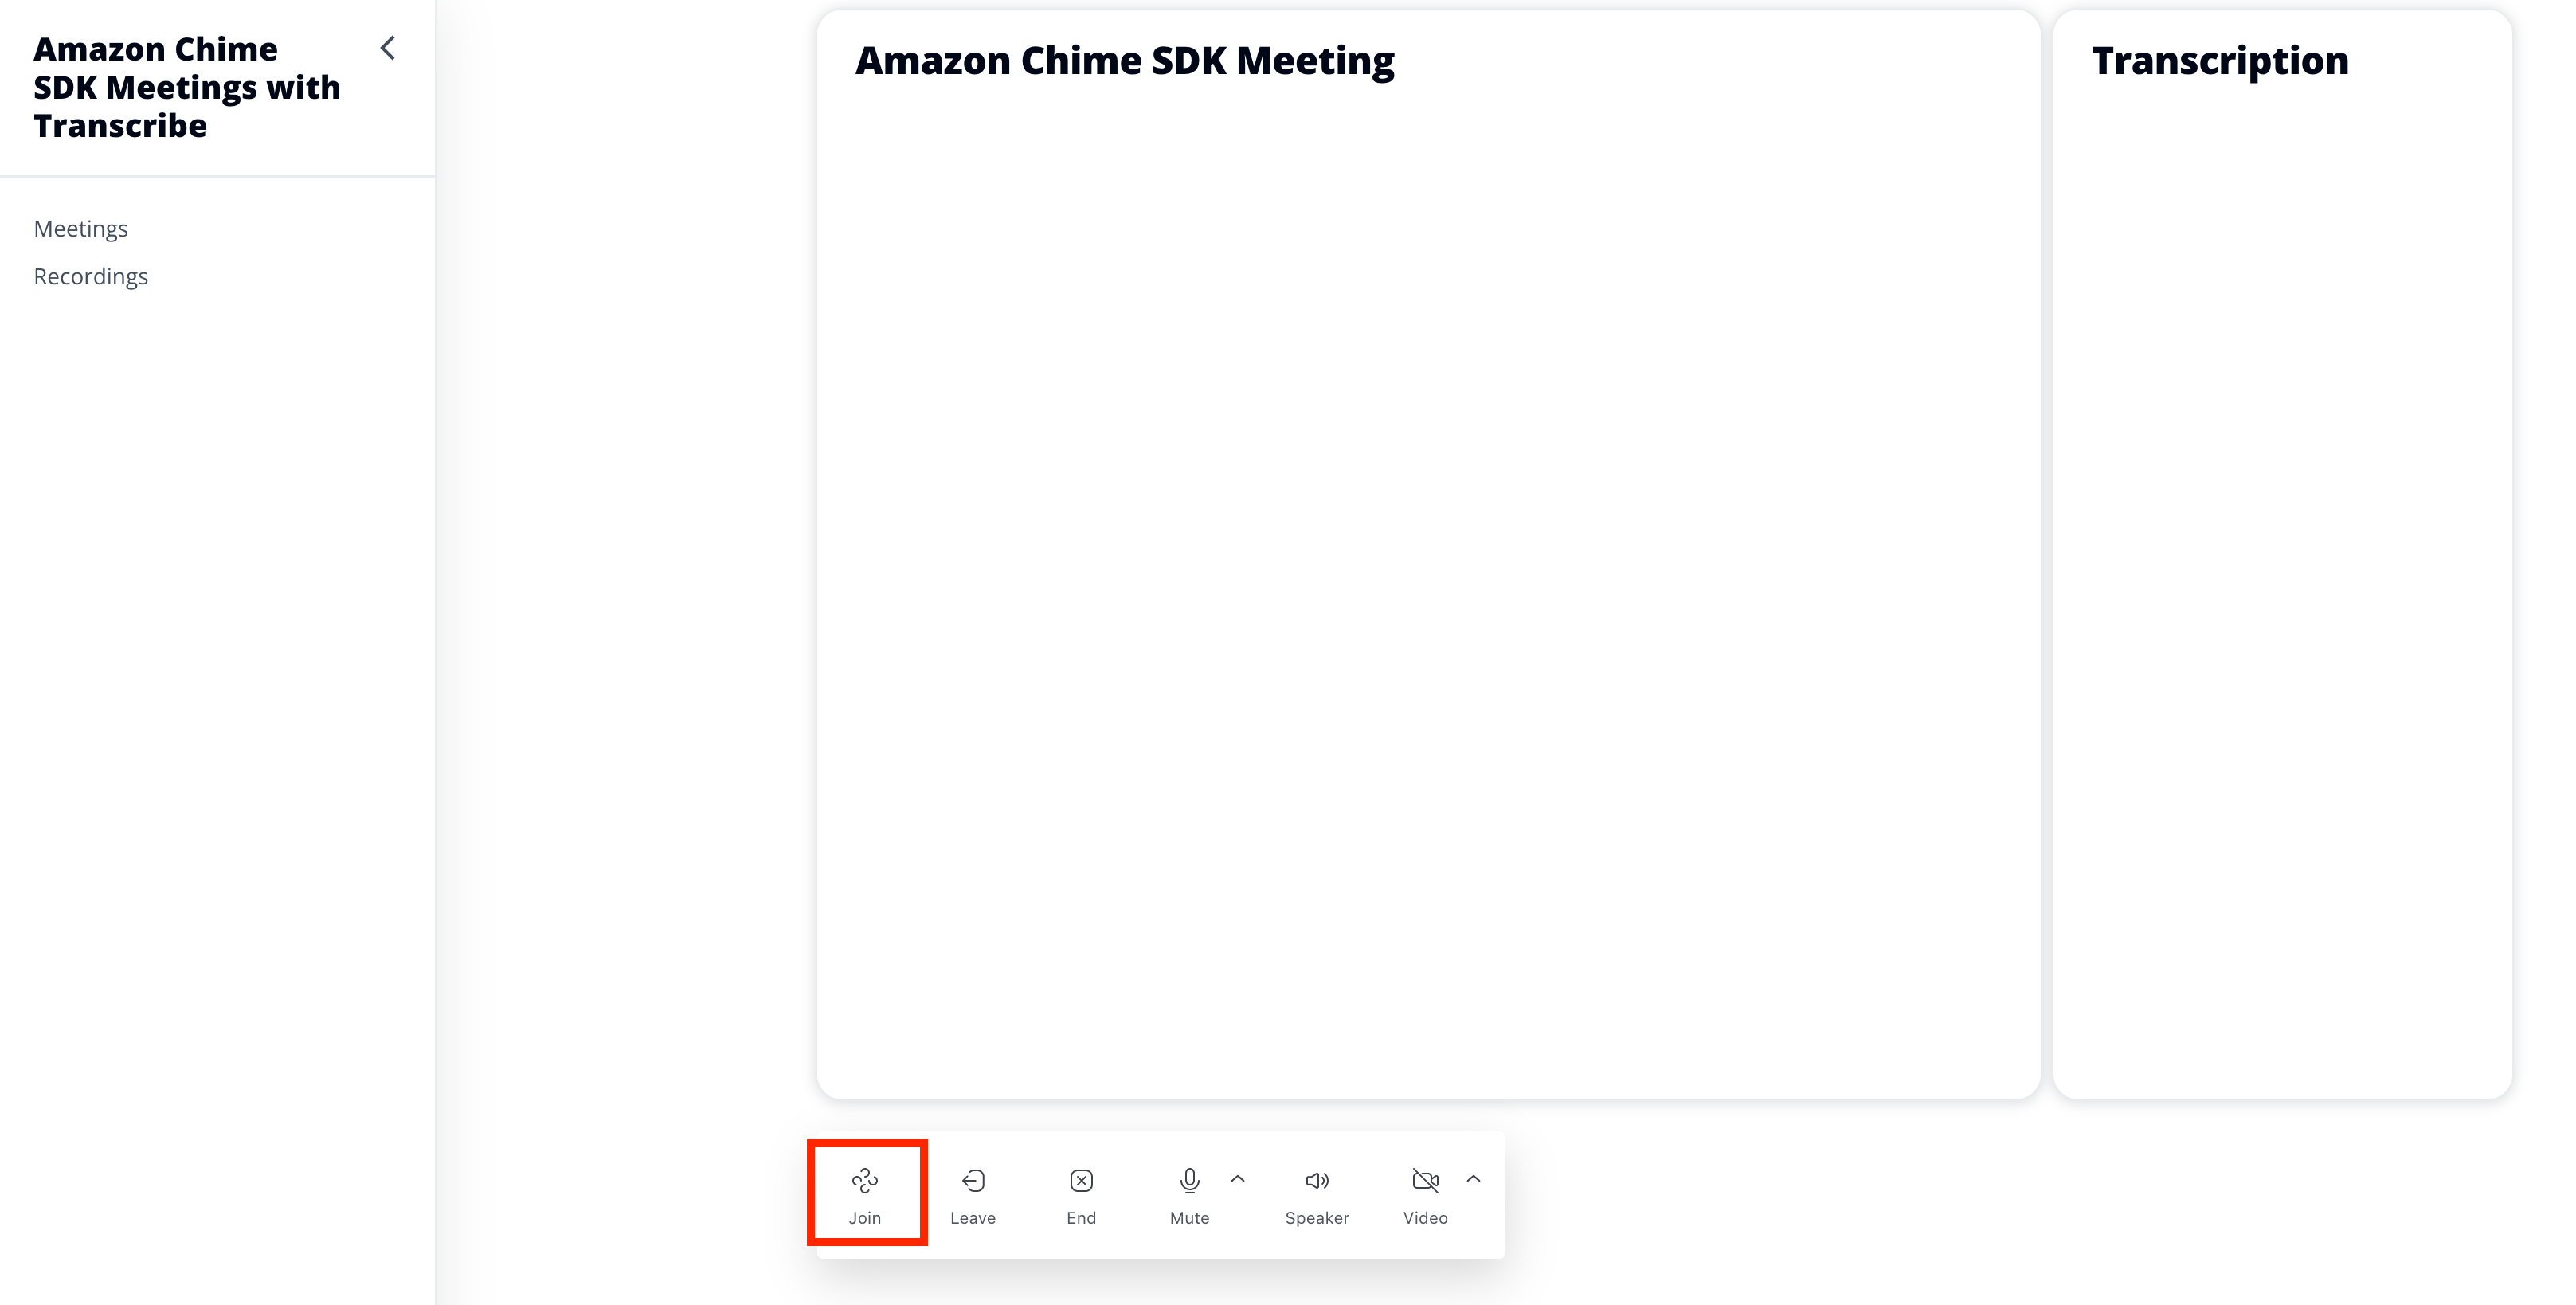 Amazon Chime
SDK Meetings with
Transcribe
Meetings
Recordings
Amazon Chime SDK Meeting
Transcription
Join
Leave
End
Mute
Speaker
Video